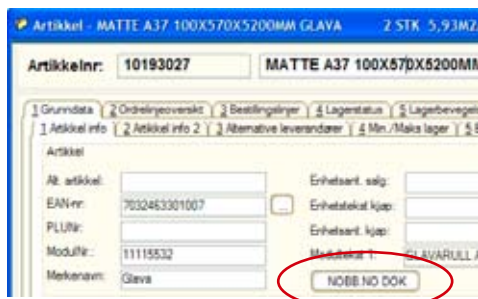 Artikkel - MATTE A37 100X570X5200MM GLAVA 2 STK 5,93M2
Artikkelnr: 10193027 MATTE A37 100X570X5200MM
1 Grunndata 2 Ordrelinjeoversikt 3 Bestillingslinjer 4 Lagerstatus 5 Lagerbevegel
1 Artikkel info 2 Artikkel info 2 3 Alternative leverandører 4 Min./Maks lager 5
Artikkel
Alt. artikkel: Enhetsant. salg:
EAN-nr: 7032463301007 ... Enhetstekst kjøp:
PLUNr: Enhetsant. kjøp:
ModulNr.: 11115532 Modultekst 1: GLAVARULL A
Merkenavn: Glava NOBB.NO DOK